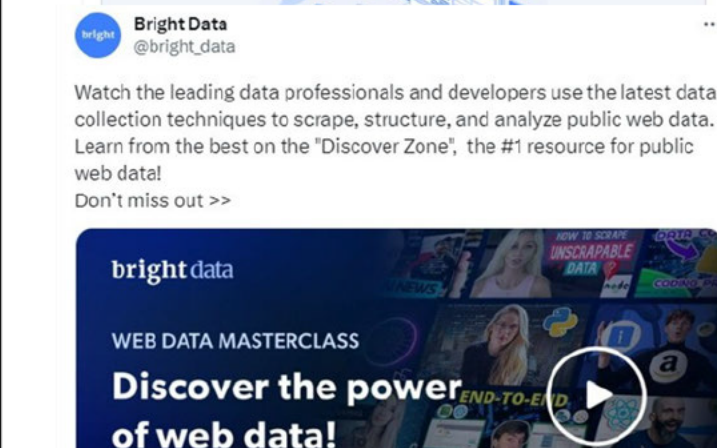 bright
Bright Data
@bright_data
Watch the leading data professionals and developers use the latest data
collection techniques to scrape, structure, and analyze public web data.
Learn from the best on the "Discover Zone", the #1 resource for public
web data!
Don't miss out >>
bright data
HOW TO SCRAPE
UNSCRAPABLE
DATA
node
NEWS
WEB DATA MASTERCLASS
Discover the power
END-TO-END
a
of web data!